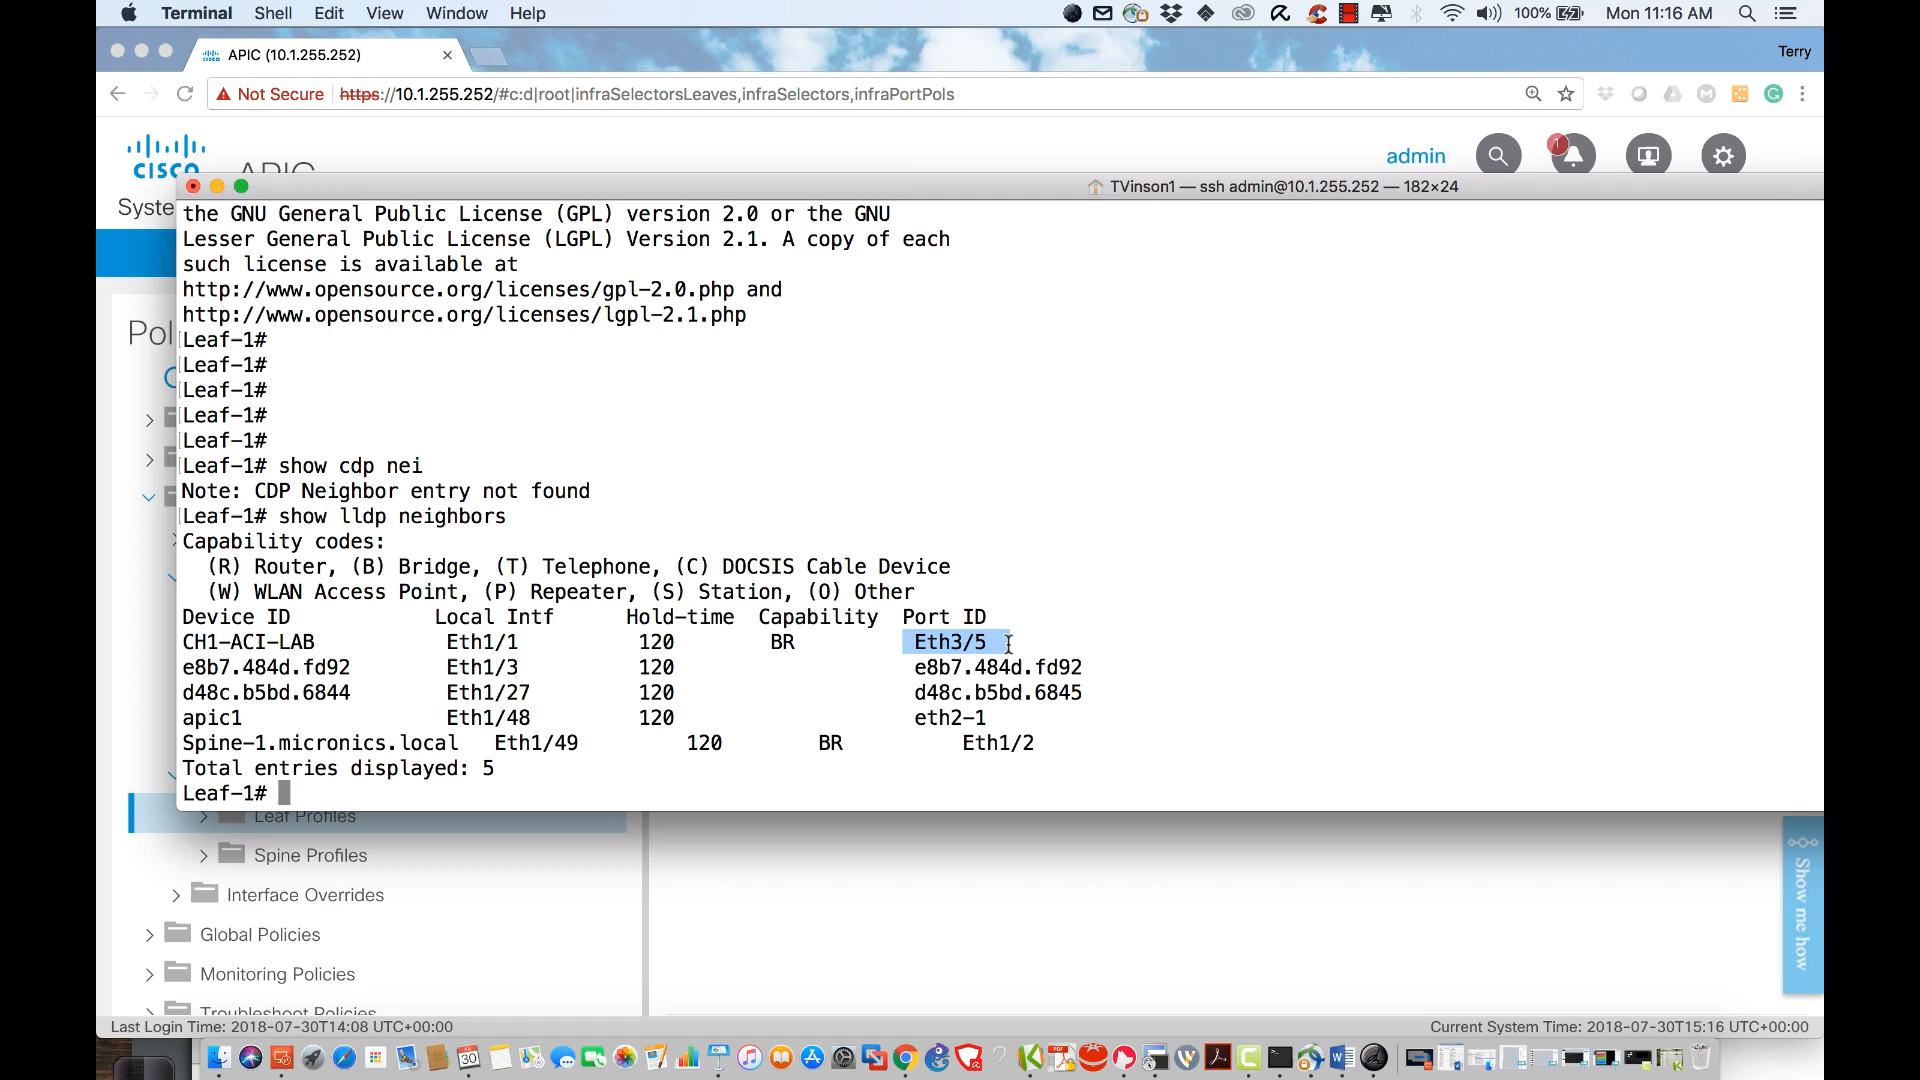 Terminal Shell Edit View Window Help 100% Mon 11:16 AM
APIC (10.1.255.252) Terry
Not Secure https://10.1.255.252/#c:d|root|infraSelectorsLeaves,infraSelectors,infraPortPols
CISCO APIC admin 1
Syste
TVinson1 — ssh admin@10.1.255.252 — 182×24
the GNU General Public License (GPL) version 2.0 or the GNU
Lesser General Public License (LGPL) Version 2.1. A copy of each
such license is available at
http://www.opensource.org/licenses/gpl-2.0.php and
http://www.opensource.org/licenses/lgpl-2.1.php
Pol
Leaf-1#
Leaf-1#
Leaf-1#
Leaf-1#
Leaf-1#
Leaf-1# show cdp nei
Note: CDP Neighbor entry not found
Leaf-1# show lldp neighbors
Capability codes:
(R) Router, (B) Bridge, (T) Telephone, (C) DOCSIS Cable Device
(W) WLAN Access Point, (P) Repeater, (S) Station, (O) Other
Device ID Local Intf Hold-time Capability Port ID
CH1-ACI-LAB Eth1/1 120 BR Eth3/5
e8b7.484d.fd92 Eth1/3 120 e8b7.484d.fd92
d48c.b5bd.6844 Eth1/27 120 d48c.b5bd.6845
apic1 Eth1/48 120 eth2-1
Spine-1.micronics.local Eth1/49 120 BR Eth1/2
Total entries displayed: 5
Leaf-1#
Leaf Profiles
Spine Profiles
Interface Overrides
Global Policies
Monitoring Policies
Troubleshoot Policies
Show me how
Last Login Time: 2018-07-30T14:08 UTC+00:00 Current System Time: 2018-07-30T15:16 UTC+00:00